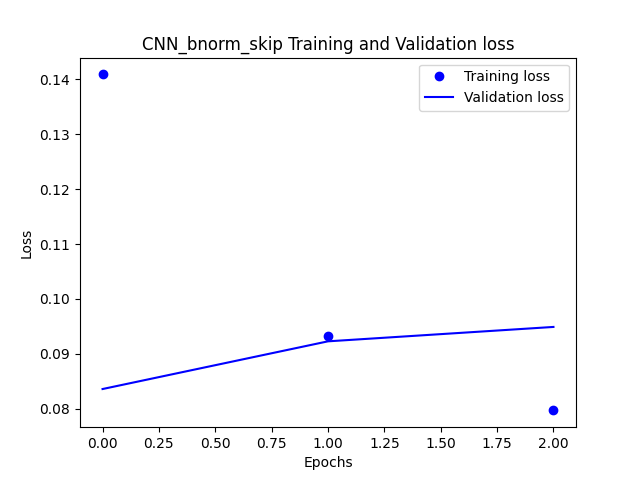 CNN_bnorm_skip Training and Validation loss
Training loss
Validation loss
Loss
0.14
0.13
0.12
0.11
0.10
0.09
0.08
0.00 0.25 0.50 0.75 1.00 1.25 1.50 1.75 2.00
Epochs